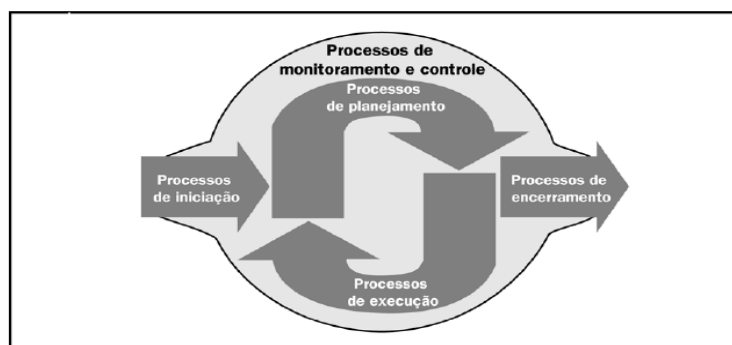 Processos de
monitoramento e controle
Processos
de planejamento
Processos
de iniciação
Processos de
encerramento
Processos
de execução